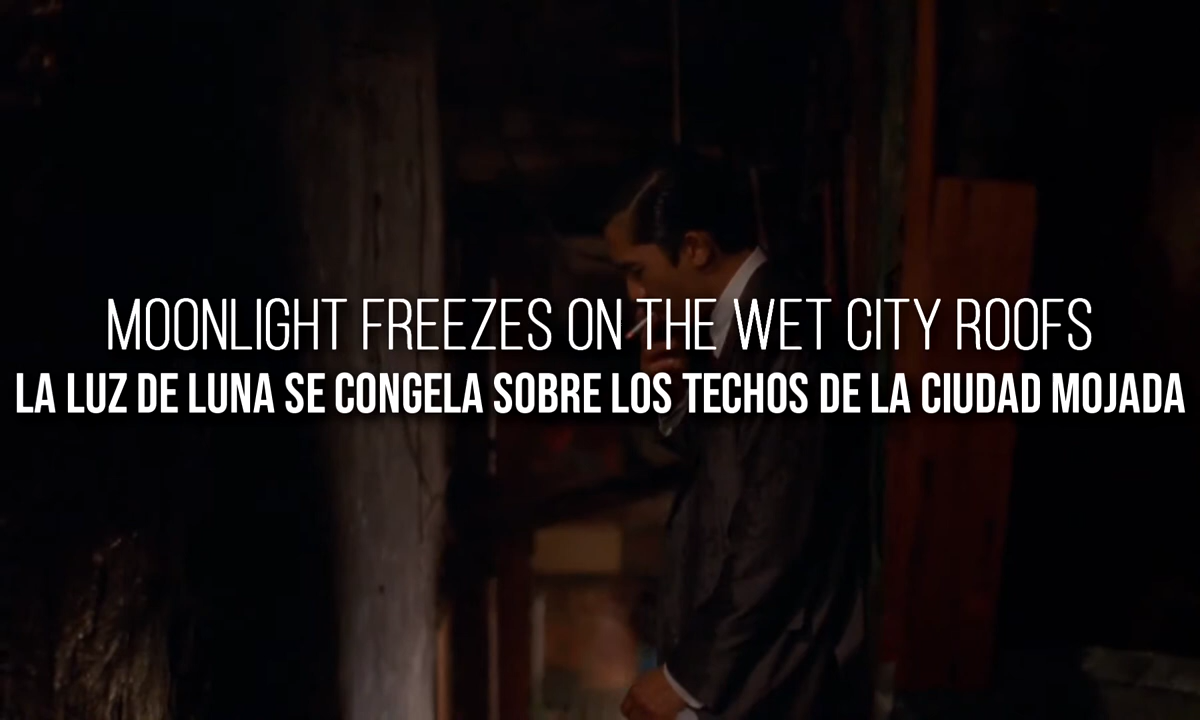 MOONLIGHT FREEZES ON THE WET CITY ROOFS
LA LUZ DE LUNA SE CONGELA SOBRE LOS TECHOS DE LA CIUDAD MOJADA